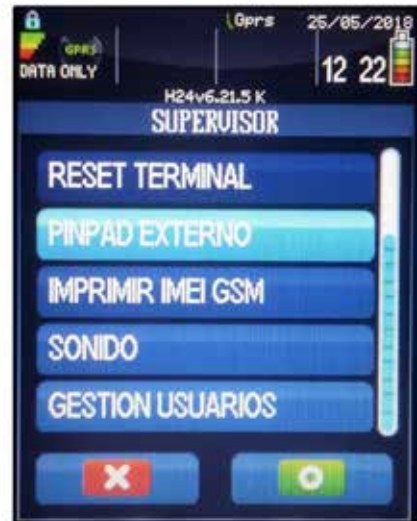 Gprs 25/05/2018
GPRS
DATA ONLY 12 22
H24v6.21.5 K
SUPERVISOR
RESET TERMINAL
PINPAD EXTERNO
IMPRIMIR IMEI GSM
SONIDO
GESTION USUARIOS